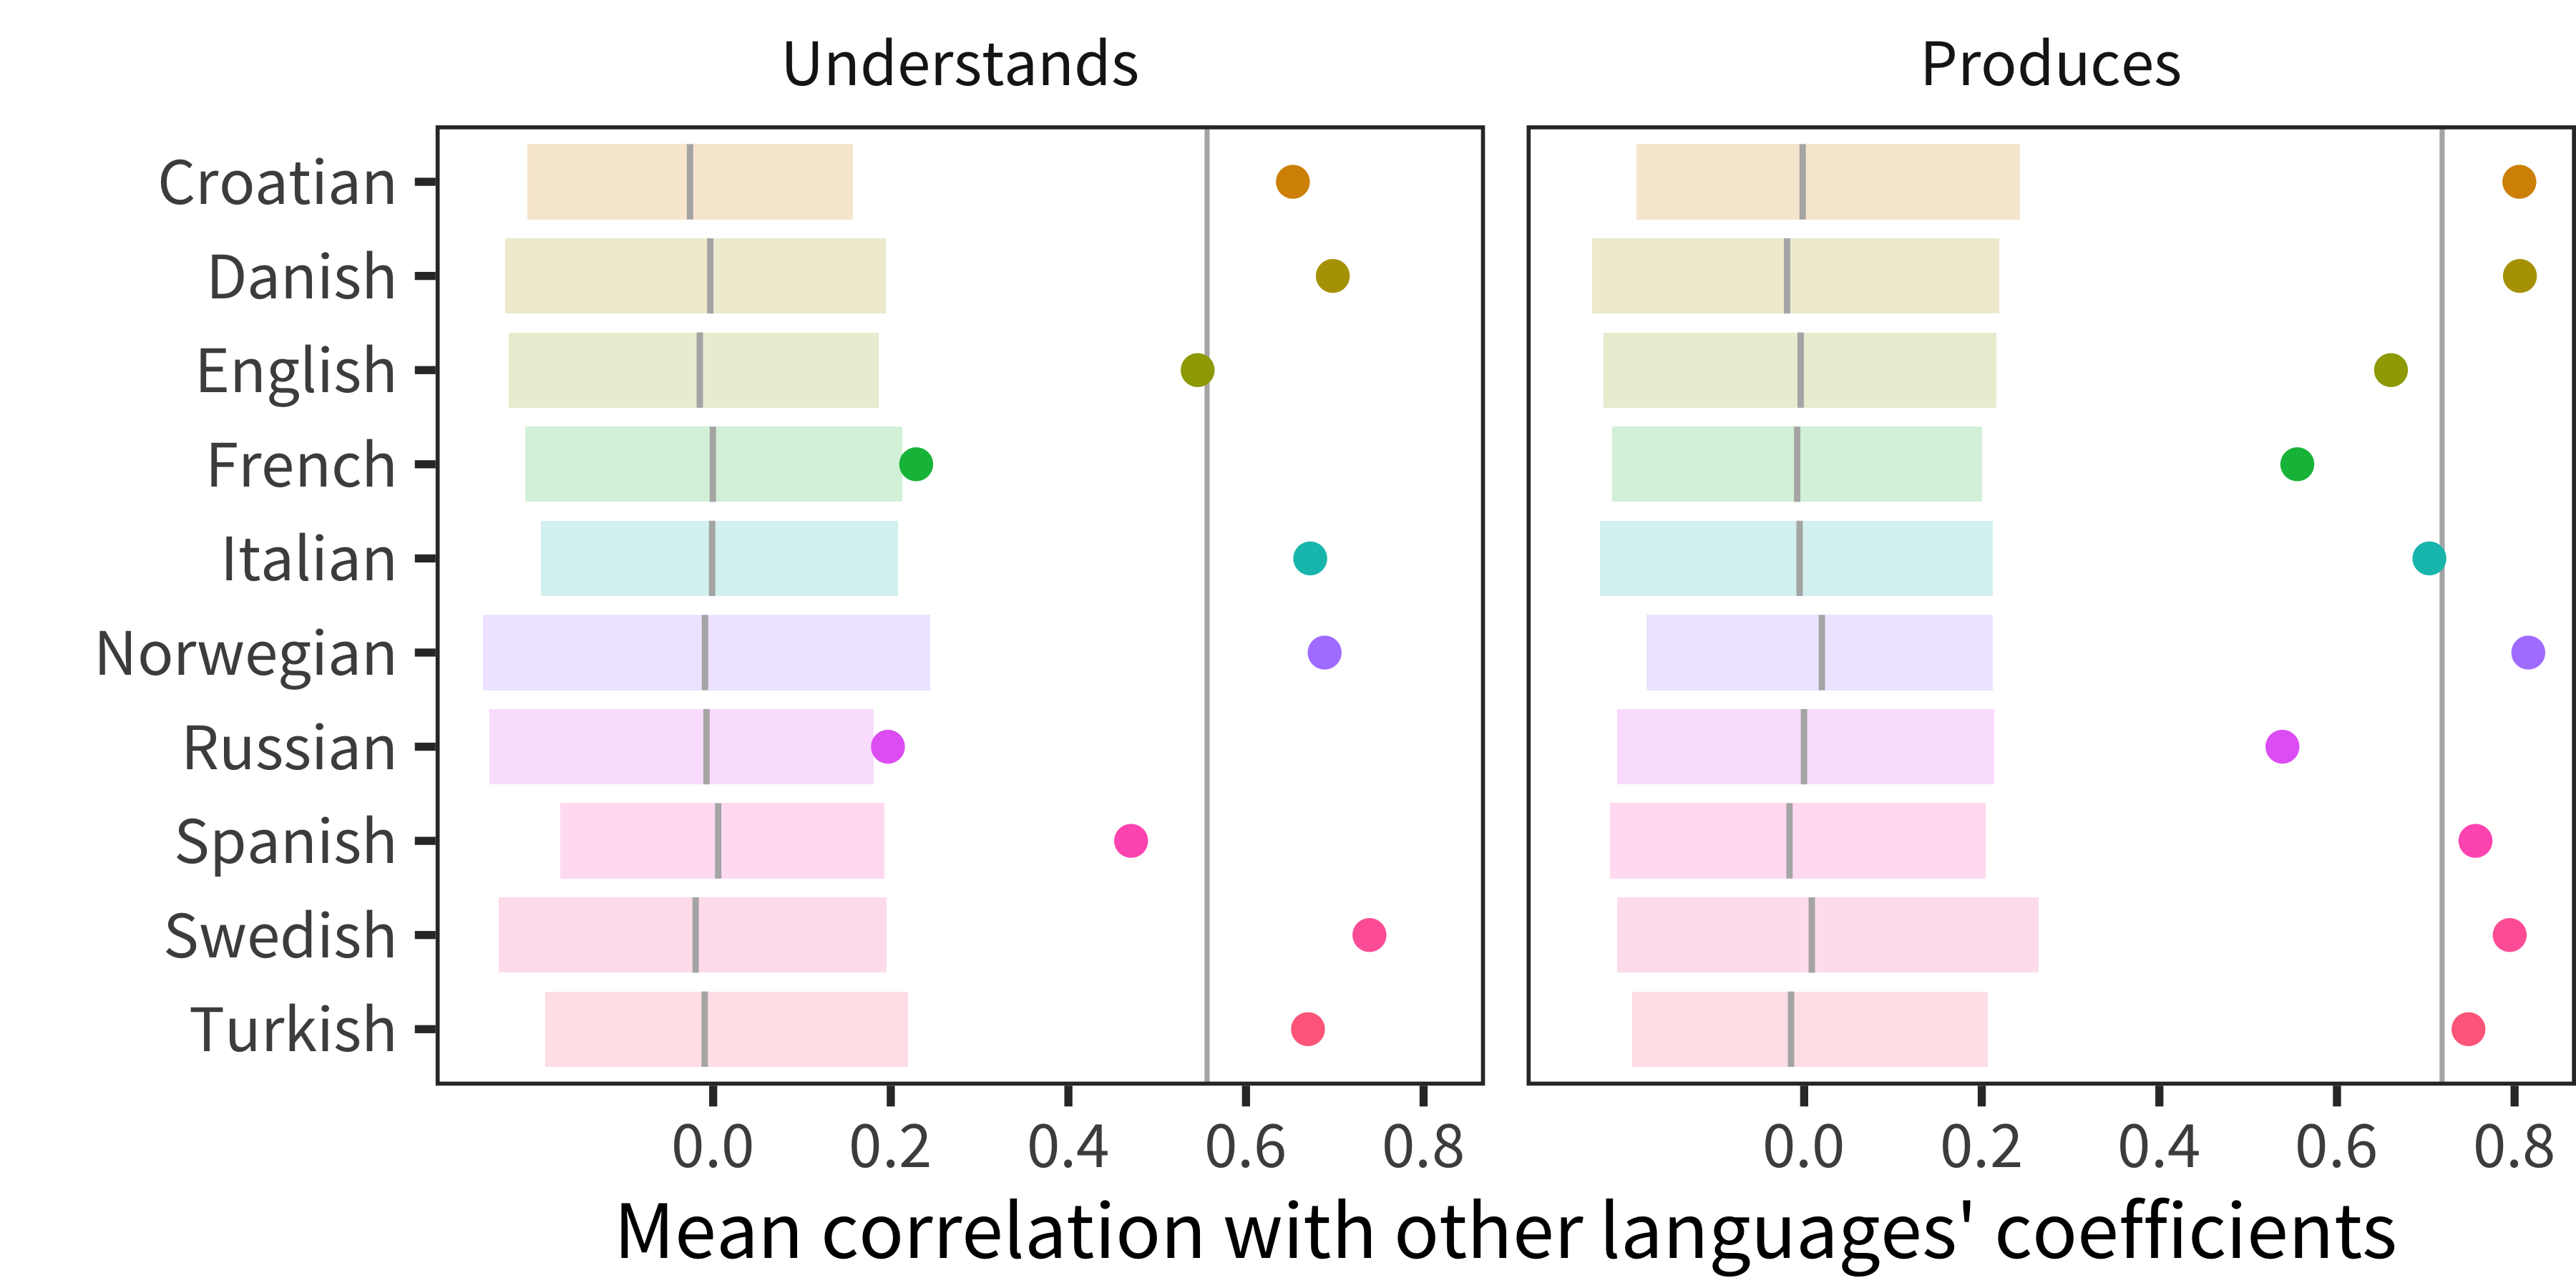 Understands
Produces
Croatian
Danish
English
French
Italian
Norwegian
Russian
Spanish
Swedish
Turkish
0.0 0.2 0.4 0.6 0.8
0.0 0.2 0.4 0.6 0.8
Mean correlation with other languages' coefficients